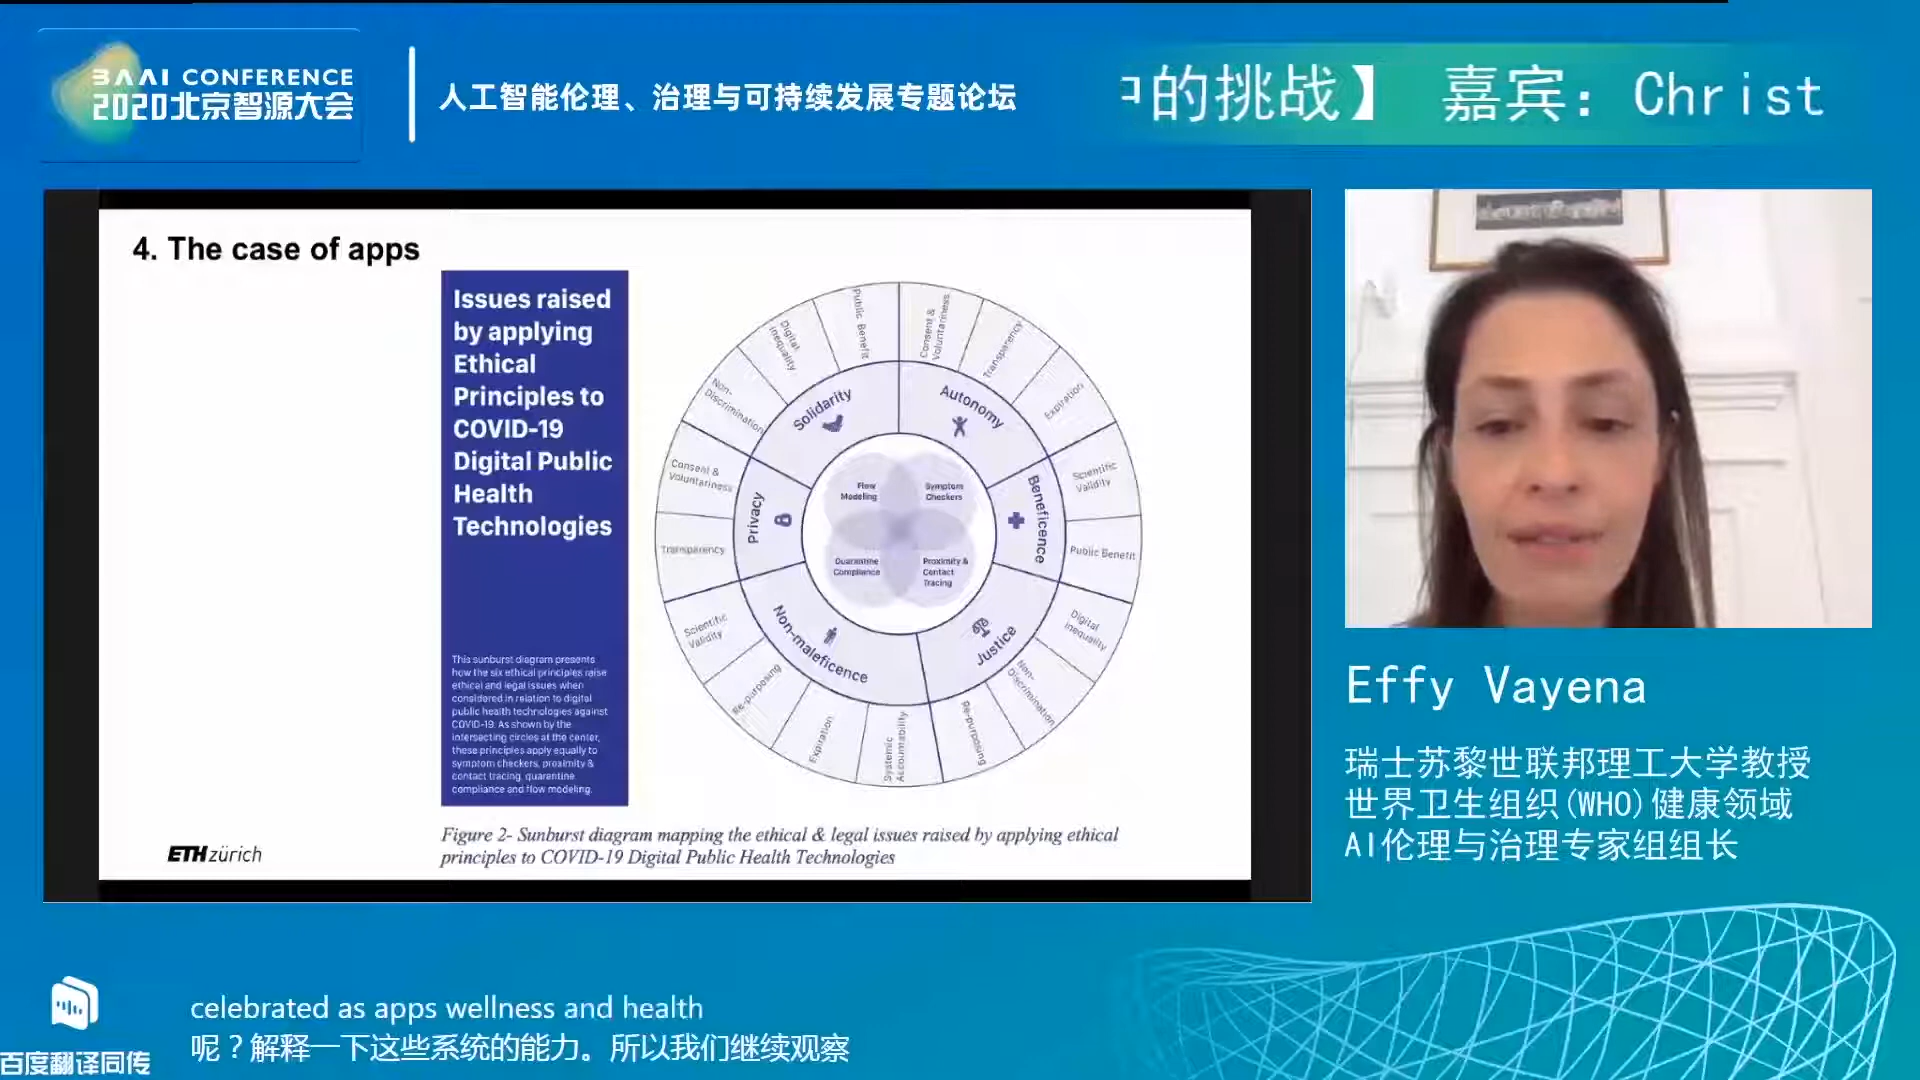 BAAI CONFERENCE
2020北京智源大会
人工智能伦理、治理与可持续发展专题论坛
的挑战】 嘉宾：Christ
4. The case of apps
Issues raised
by applying
Ethical
Principles to
COVID-19
Digital Public
Health
Technologies
This sunburst diagram presents
how the six ethical principles raise
ethical and legal issues when
considered in relation to digital
public health technologies against
COVID-19. As shown by the
intersecting circles at the center,
these principles apply equally to
symptom checkers, proximity &
contact tracing, quarantine
compliance and flow modeling.
Public Benefit
Consent &
Voluntariness
Transparency
Expiration
Scientific
Validity
Public Benefit
Digital
Inequality
Non-
Discrimination
Re-purposing
Systemic
Accountability
Expiration
Re-purposing
Scientific
Validity
Transparency
Consent &
Voluntariness
Non-
Discrimination
Digital
Inequality
Solidarity
Autonomy
Beneficence
Justice
Non-maleficence
Privacy
Flow
Modeling
Symptom
Checkers
Quarantine
Compliance
Proximity &
Contact
Tracing
Figure 2- Sunburst diagram mapping the ethical & legal issues raised by applying ethical
principles to COVID-19 Digital Public Health Technologies
ETH zürich
Effy Vayena
瑞士苏黎世联邦理工大学教授
世界卫生组织(WHO)健康领域
AI伦理与治理专家组组长
celebrated as apps wellness and health
呢？解释一下这些系统的能力。所以我们继续观察
百度翻译同传